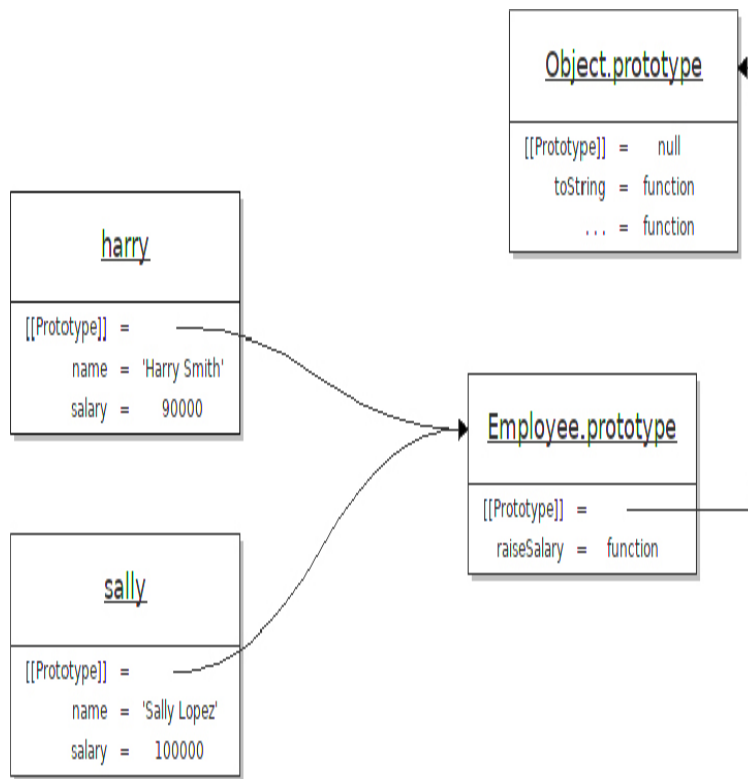 Object.prototype
[[Prototype]] = null
toString = function
... = function
harry
[[Prototype]] =
name = 'Harry Smith'
salary = 90000
Employee.prototype
[[Prototype]] =
raiseSalary = function
sally
[[Prototype]] =
name = 'Sally Lopez'
salary = 100000